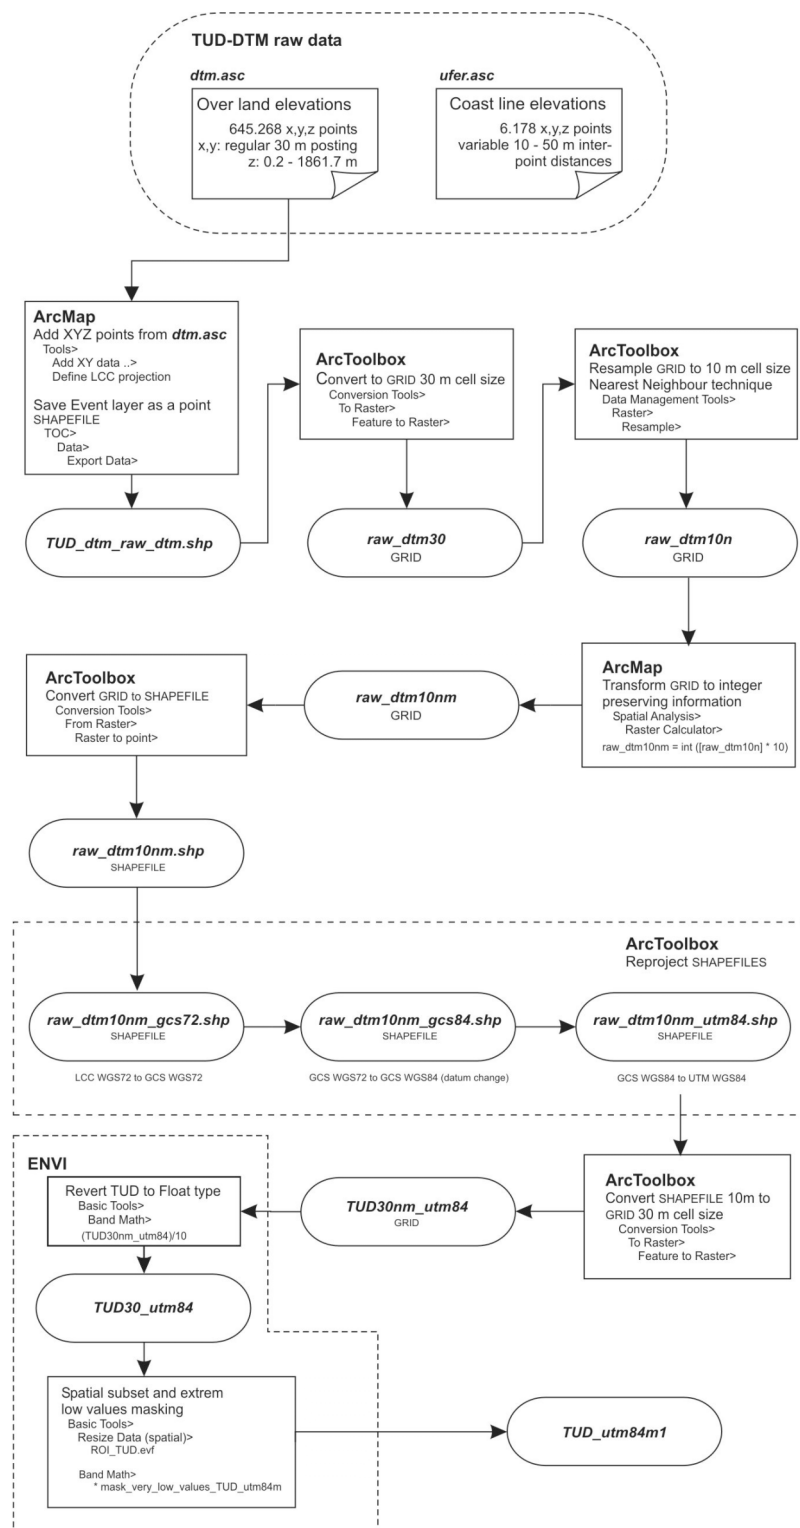 TUD-DTM raw data
dtm.asc
Over land elevations
645.268 x,y,z points
x,y: regular 30 m posting
z: 0.2 - 1861.7 m
ufer.asc
Coast line elevations
6.178 x,y,z points
variable 10 - 50 m inter-
point distances
ArcMap
Add XYZ points from dtm.asc
Tools>
Add XY data ..>
Define LCC projection
Save Event layer as a point
SHAPEFILE
TOC>
Data>
Export Data>
TUD_dtm_raw_dtm.shp
ArcToolbox
Convert to GRID 30 m cell size
Conversion Tools>
To Raster>
Feature to Raster>
raw_dtm30
GRID
ArcToolbox
Resample GRID to 10 m cell size
Nearest Neighbour technique
Data Management Tools>
Raster>
Resample>
raw_dtm10n
GRID
ArcMap
Transform GRID to integer
preserving information
Spatial Analysis>
Raster Calculator>
raw_dtm10nm = int ([raw_dtm10n] * 10)
raw_dtm10nm
GRID
ArcToolbox
Convert GRID to SHAPEFILE
Conversion Tools>
From Raster>
Raster to point>
raw_dtm10nm.shp
SHAPEFILE
ArcToolbox
Reproject SHAPEFILES
raw_dtm10nm_gcs72.shp
SHAPEFILE
LCC WGS72 to GCS WGS72
raw_dtm10nm_gcs84.shp
SHAPEFILE
GCS WGS72 to GCS WGS84 (datum change)
raw_dtm10nm_utm84.shp
SHAPEFILE
GCS WGS84 to UTM WGS84
ArcToolbox
Convert SHAPEFILE 10m to
GRID 30 m cell size
Conversion Tools>
To Raster>
Feature to Raster>
TUD30nm_utm84
GRID
ENVI
Revert TUD to Float type
Basic Tools>
Band Math>
(TUD30nm_utm84)/10
TUD30_utm84
Spatial subset and extrem
low values masking
Basic Tools>
Resize Data (spatial)>
ROI_TUD.evf
Band Math>
* mask_very_low_values_TUD_utm84m
TUD_utm84m1